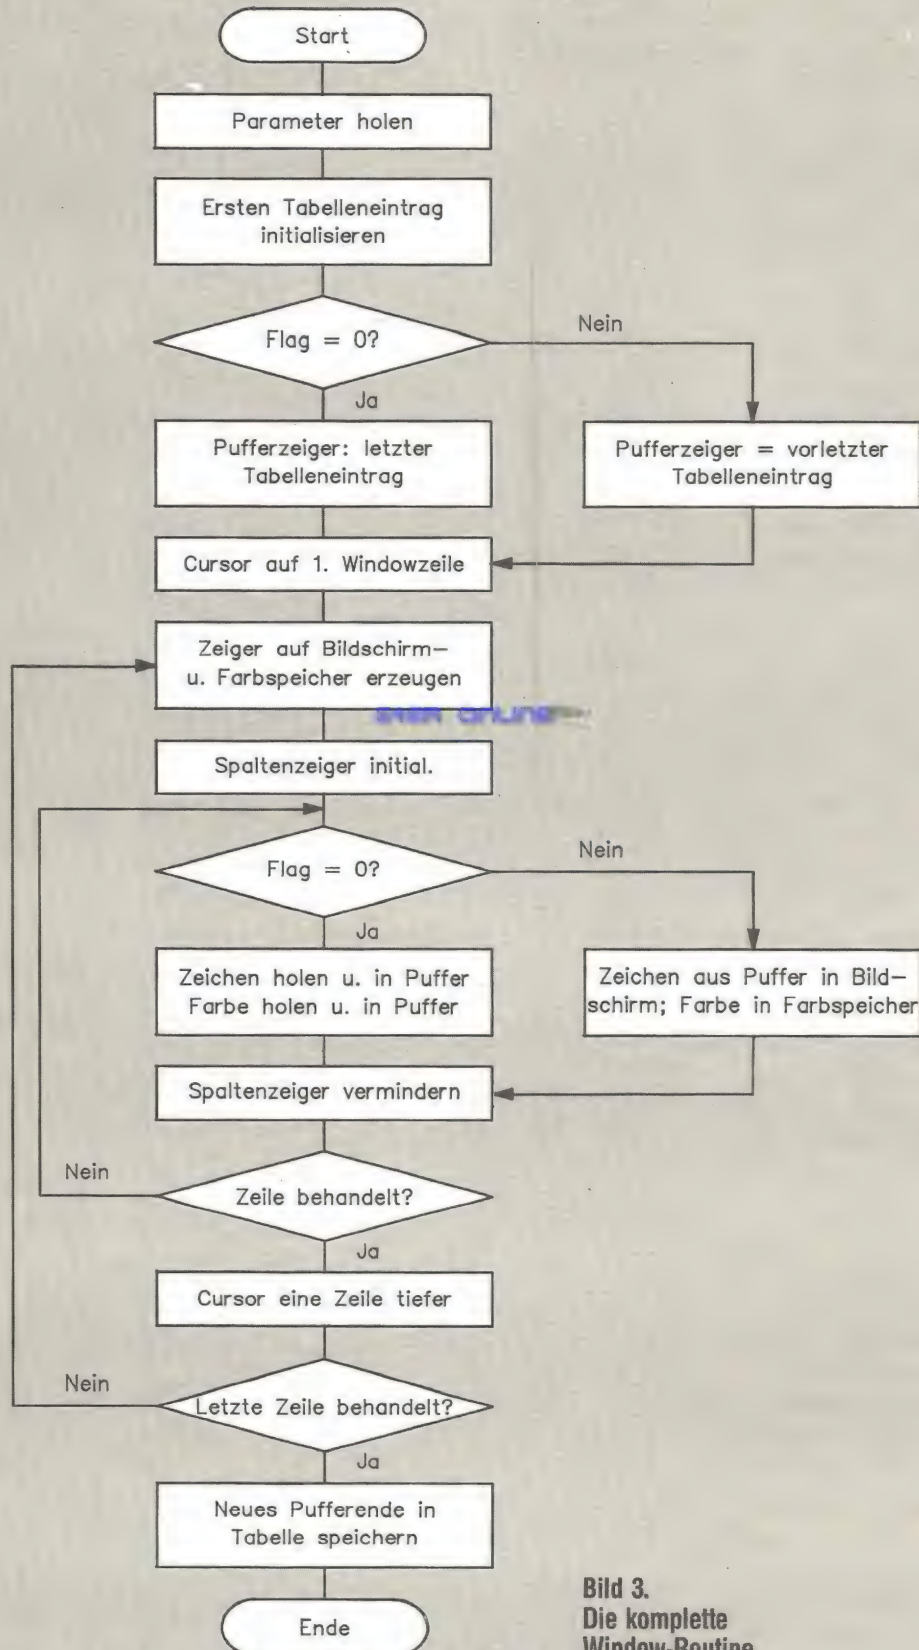 Start
Parameter holen
Ersten Tabelleneintrag
initialisieren
Flag = 0?
Nein
Ja
Pufferzeiger: letzter
Tabelleneintrag
Pufferzeiger = vorletzter
Tabelleneintrag
Cursor auf 1. Windowzeile
Zeiger auf Bildschirm–
u. Farbspeicher erzeugen
Spaltenzeiger initial.
Flag = 0?
Nein
Ja
Zeichen holen u. in Puffer
Farbe holen u. in Puffer
Zeichen aus Puffer in Bild–
schirm; Farbe in Farbspeicher
Spaltenzeiger vermindern
Nein
Zeile behandelt?
Ja
Cursor eine Zeile tiefer
Nein
Letzte Zeile behandelt?
Ja
Neues Pufferende in
Tabelle speichern
Ende
Bild 3.
Die komplette
Window-Routine